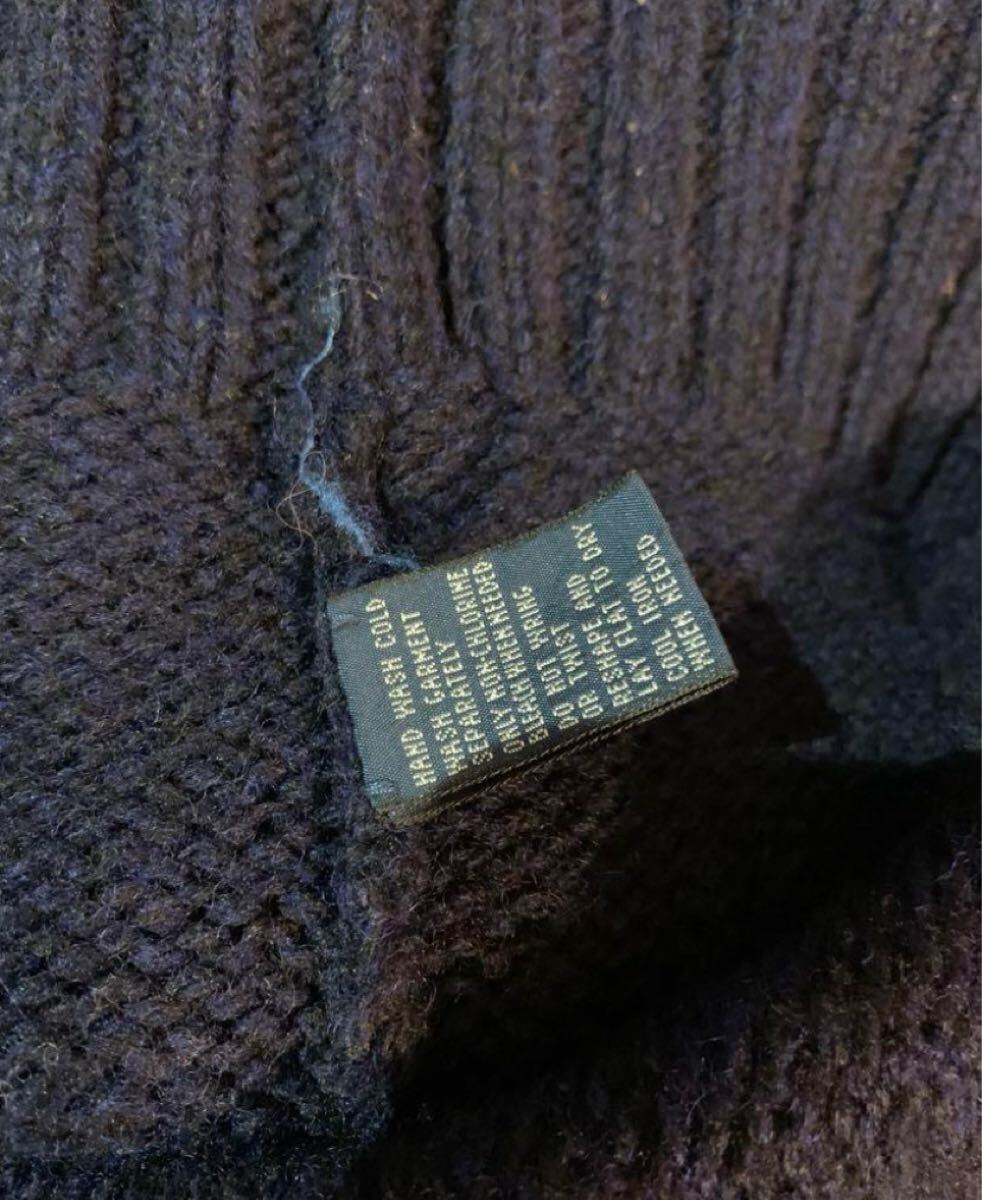 HAND WASH COLD
WASH GARMENT
SEPARATELY
ONLY NON-CHLORINE
BLEACH WHEN NEEDED
DO NOT WRING
OR TWIST
RESHAPE AND
LAY FLAT TO DRY
COOL IRON
WHEN NEEDED